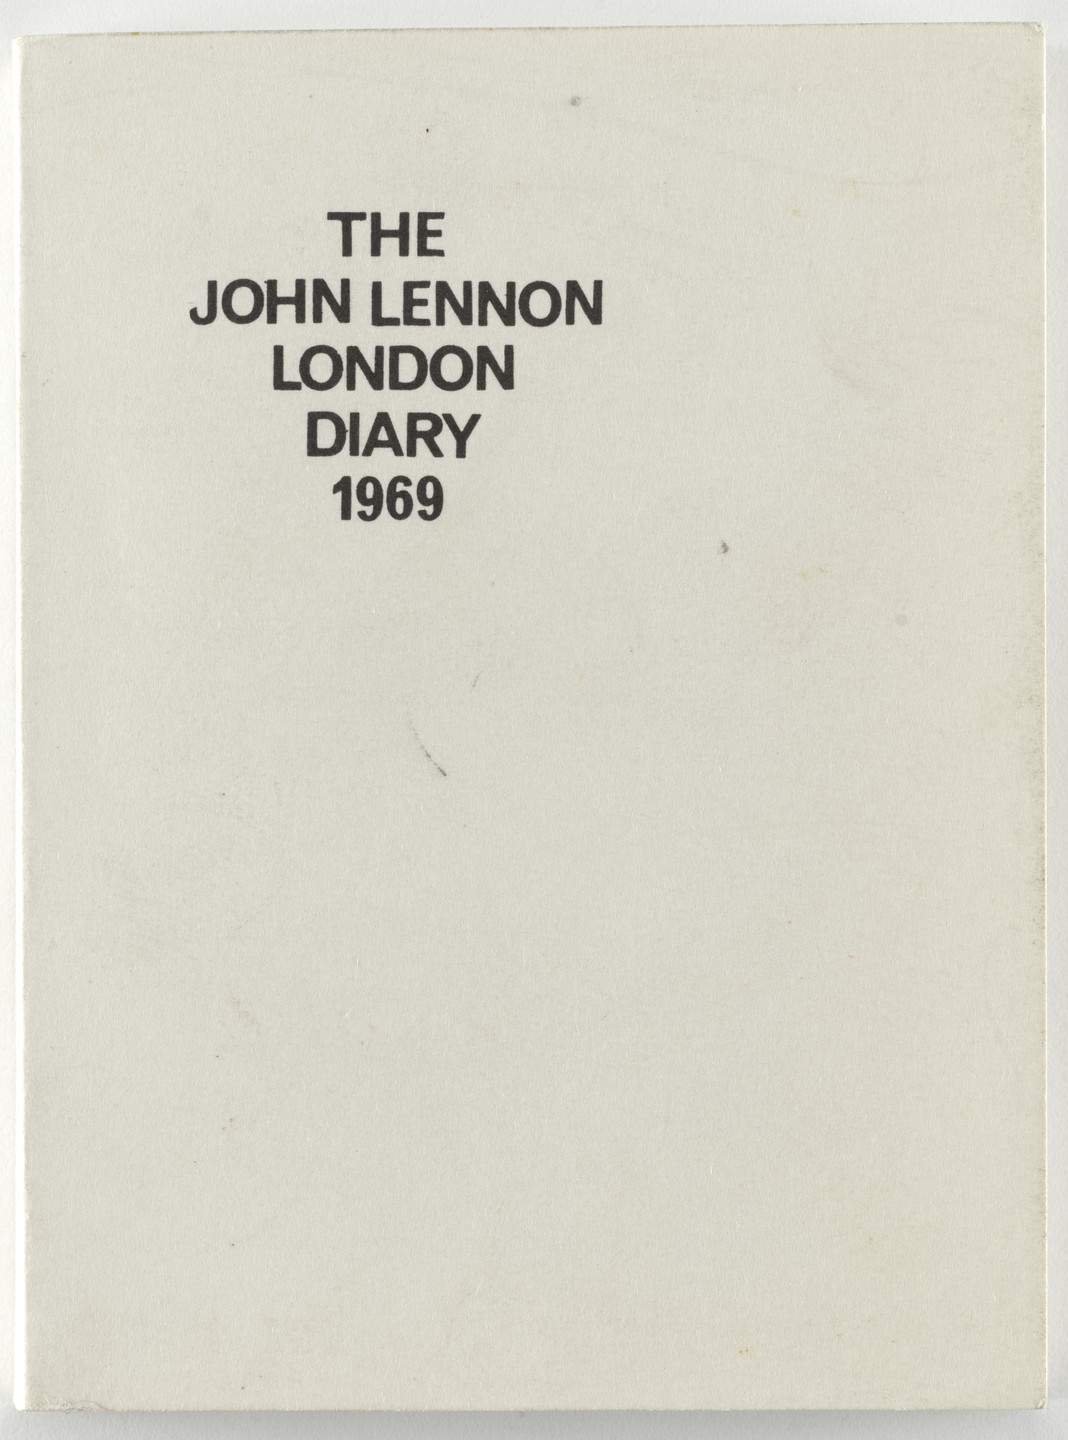 THE
JOHN LENNON
LONDON
DIARY
1969